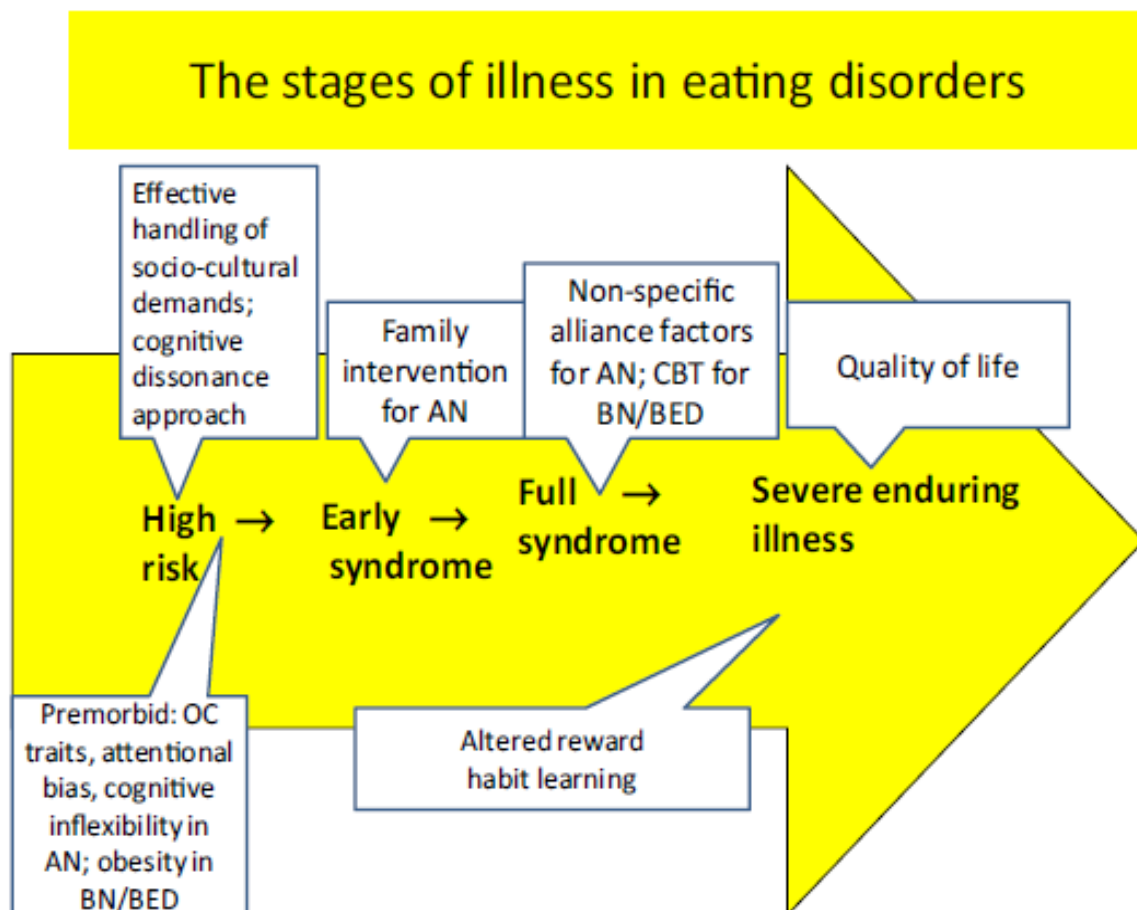 The stages of illness in eating disorders
Effective
handling of
socio-cultural
demands;
cognitive
dissonance
approach
Family
intervention
for AN
Non-specific
alliance factors
for AN; CBT for
BN/BED
Quality of life
High →
risk
Early →
syndrome
Full →
syndrome
Severe enduring
illness
Premorbid: OC
traits, attentional
bias, cognitive
inflexibility in
AN; obesity in
BN/BED
Altered reward
habit learning